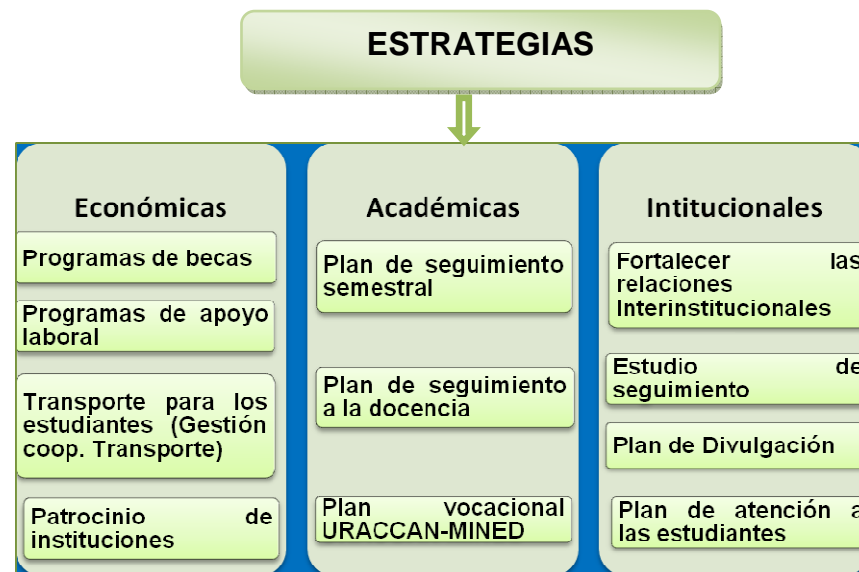 ESTRATEGIAS
Económicas
Programas de becas
Programas de apoyo
laboral
Transporte para los
estudiantes (Gestión
coop. Transporte)
Patrocinio de
instituciones
Académicas
Plan de seguimiento
semestral
Plan de seguimiento
a la docencia
Plan vocacional
URACCAN-MINED
Intitucionales
Fortalecer las
relaciones
Interinstitucionales
Estudio de
seguimiento
Plan de Divulgación
Plan de atención a
las estudiantes